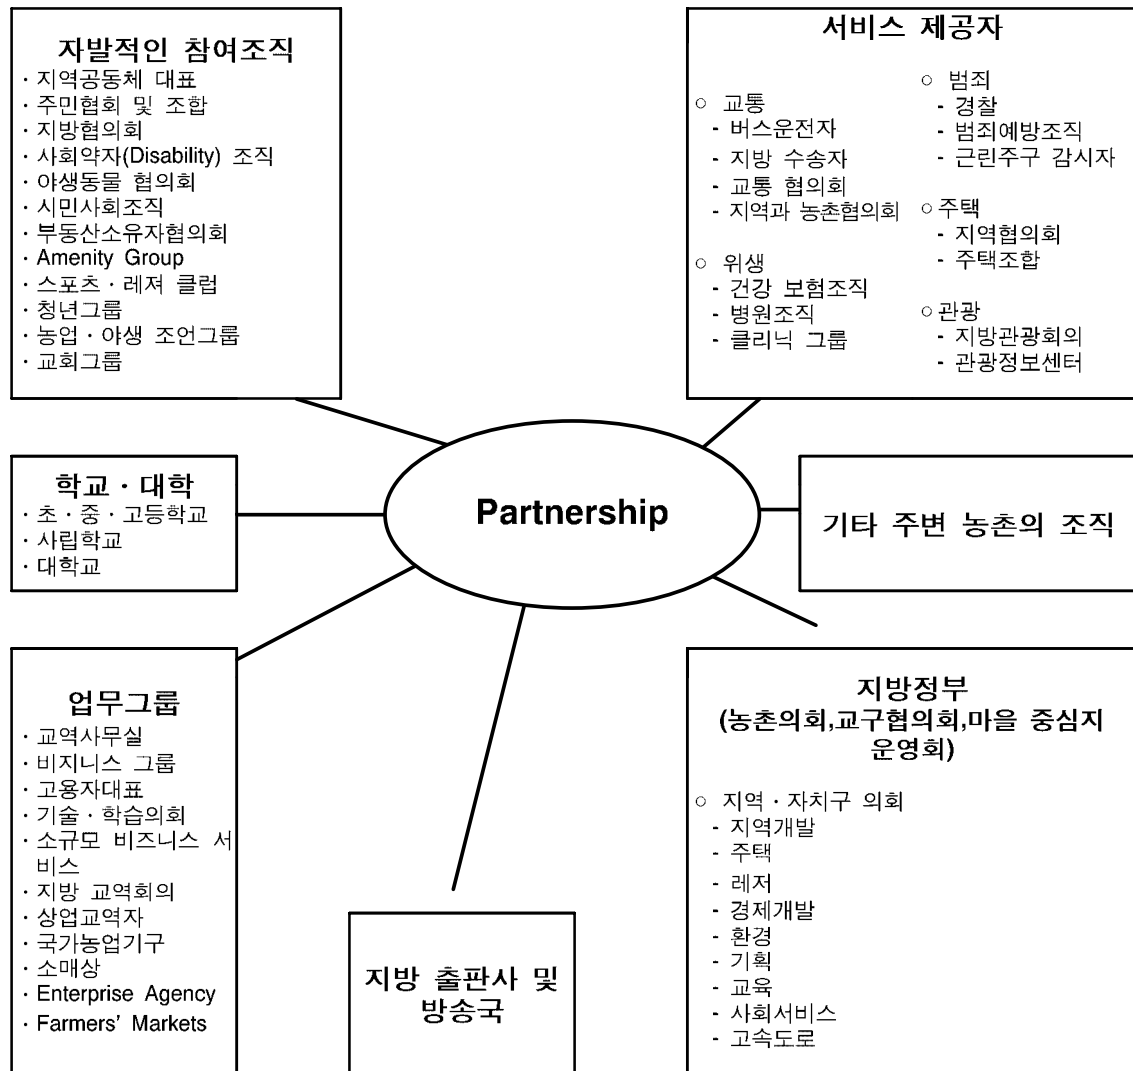 자발적인 참여조직
· 지역공동체 대표
· 주민협회 및 조합
· 지방협의회
· 사회약자(Disability) 조직
· 야생동물 협의회
· 시민사회조직
· 부동산소유자협의회
· Amenity Group
· 스포츠 · 레져 클럽
· 청년그룹
· 농업 · 야생 조언그룹
· 교회그룹
서비스 제공자
○ 교통
- 버스운전자
- 지방 수송자
- 교통 협의회
- 지역과 농촌협의회
○ 위생
- 건강 보험조직
- 병원조직
- 클리닉 그룹
○ 범죄
- 경찰
- 범죄예방조직
- 근린주구 감시자
○ 주택
- 지역협의회
- 주택조합
○ 관광
- 지방관광회의
- 관광정보센터
학교 · 대학
· 초 · 중 · 고등학교
· 사립학교
· 대학교
Partnership
기타 주변 농촌의 조직
업무그룹
· 교역사무실
· 비지니스 그룹
· 고용자대표
· 기술 · 학습의회
· 소규모 비즈니스 서
비스
· 지방 교역회의
· 상업교역자
· 국가농업기구
· 소매상
· Enterprise Agency
· Farmers’ Markets
지방 출판사 및
방송국
지방정부
(농촌의회,교구협의회,마을 중심지
운영회)
○ 지역 · 자치구 의회
- 지역개발
- 주택
- 레저
- 경제개발
- 환경
- 기획
- 교육
- 사회서비스
- 고속도로